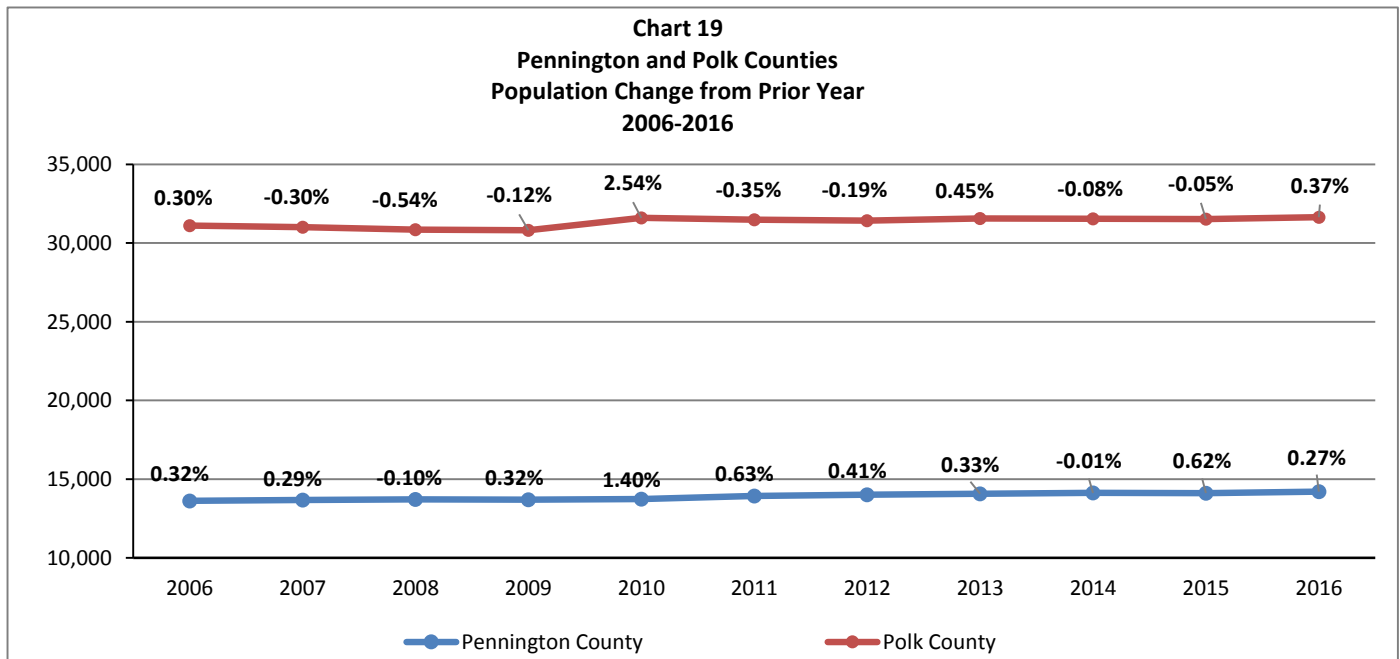 Chart 19
Pennington and Polk Counties
Population Change from Prior Year
2006-2016
35,000
0.30% -0.30% -0.54% -0.12% 2.54% -0.35% -0.19% 0.45% -0.08% -0.05% 0.37%
30,000
25,000
20,000
0.32% 0.29% -0.10% 0.32% 1.40% 0.63% 0.41% 0.33% -0.01% 0.62% 0.27%
15,000
10,000
2006 2007 2008 2009 2010 2011 2012 2013 2014 2015 2016
Pennington County Polk County